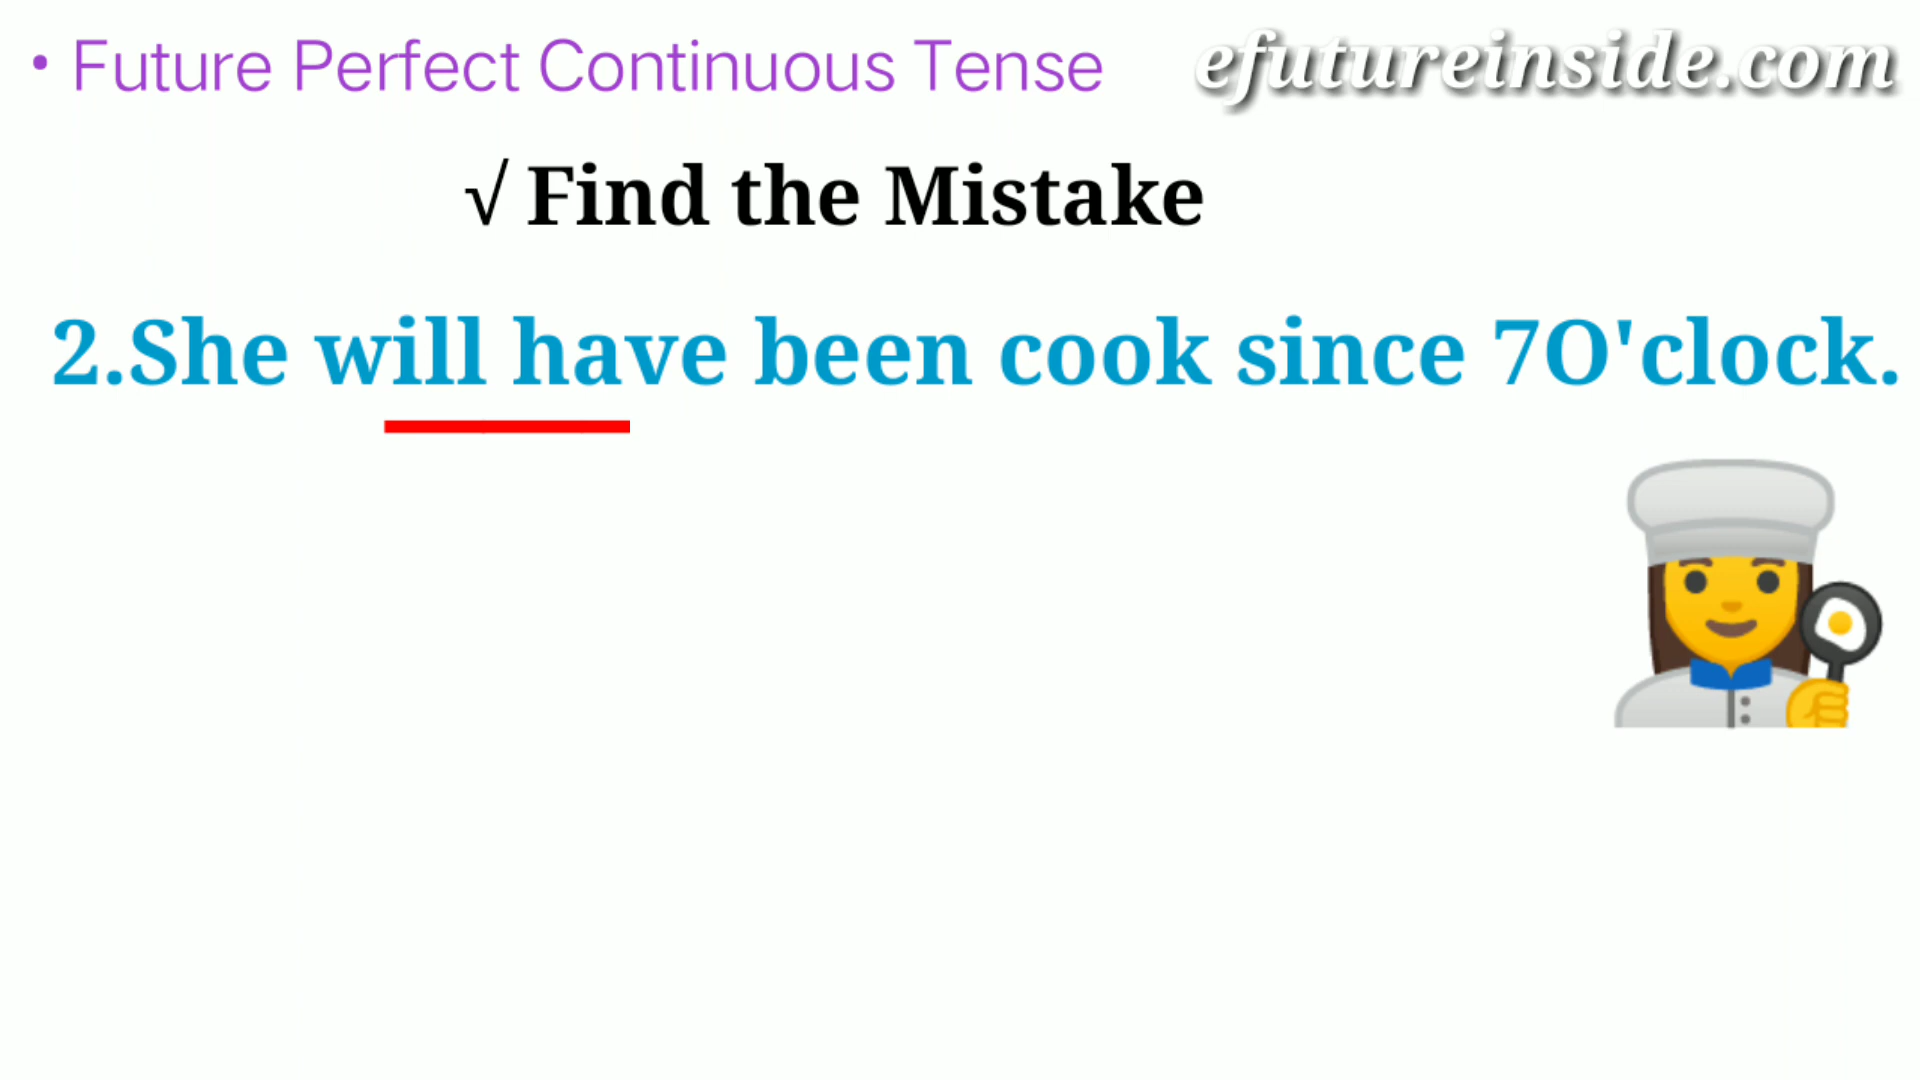 • Future Perfect Continuous Tense efutureinside.com
√ Find the Mistake
2.She will have been cook since 7O'clock.